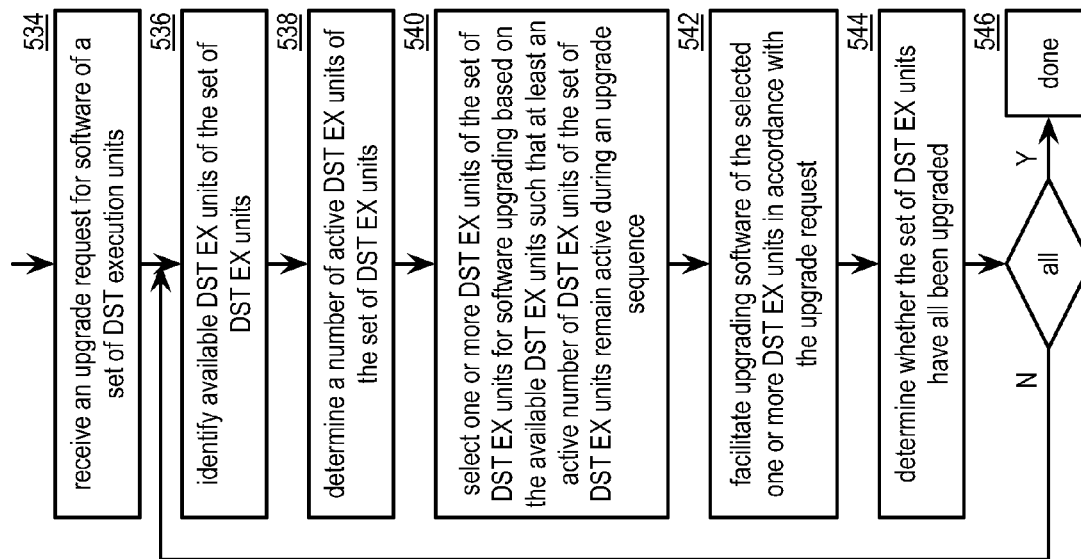 534
receive an upgrade request for software of a
set of DST execution units
536
identify available DST EX units of the set of
DST EX units
538
determine a number of active DST EX units of
the set of DST EX units
540
select one or more DST EX units of the set of
DST EX units for software upgrading based on
the available DST EX units such that at least an
active number of DST EX units of the set of
DST EX units remain active during an upgrade
sequence
542
facilitate upgrading software of the selected
one or more DST EX units in accordance with
the upgrade request
544
determine whether the set of DST EX units
have all been upgraded
546
all
N
Y
done